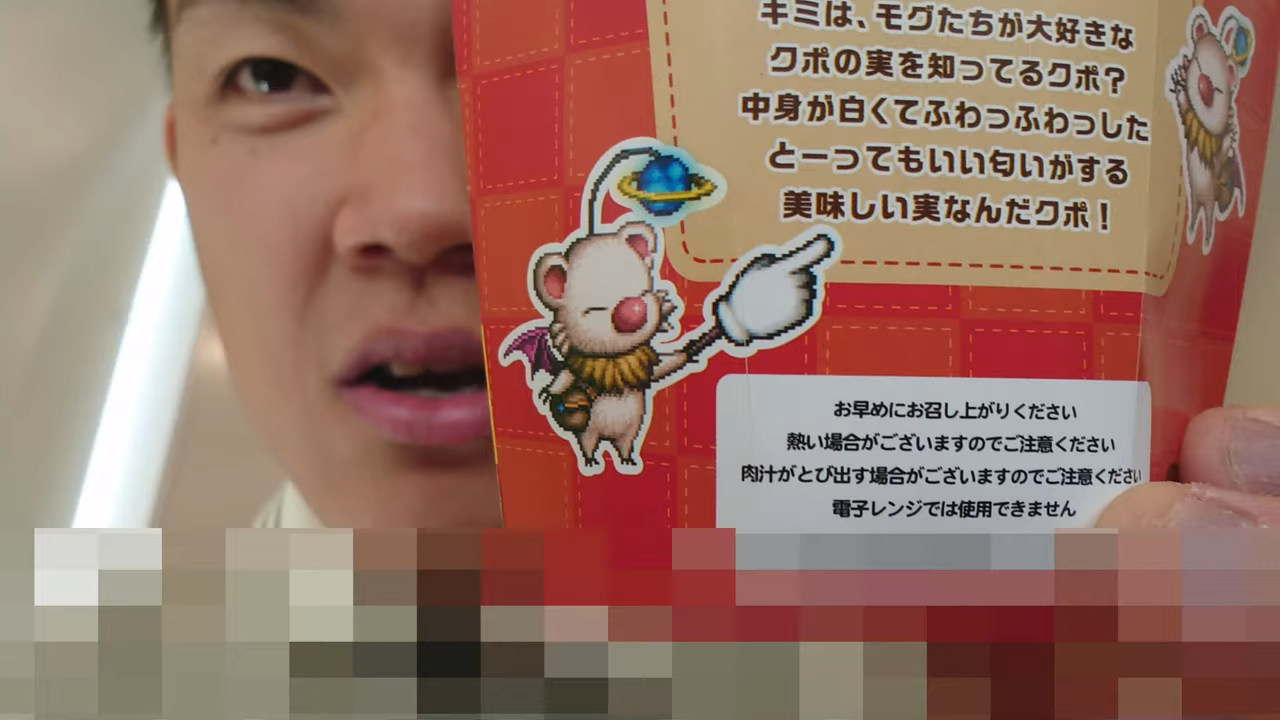 キミは、モグたちが大好きな
クポの実を知ってるクポ？
中身が白くてふわっふわっした
とーってもいい匂いがする
美味しい実なんだクポ！
お早めにお召し上がりください
熱い場合がございますのでご注意ください
肉汁がとび出す場合がございますのでご注意ください
電子レンジでは使用できません